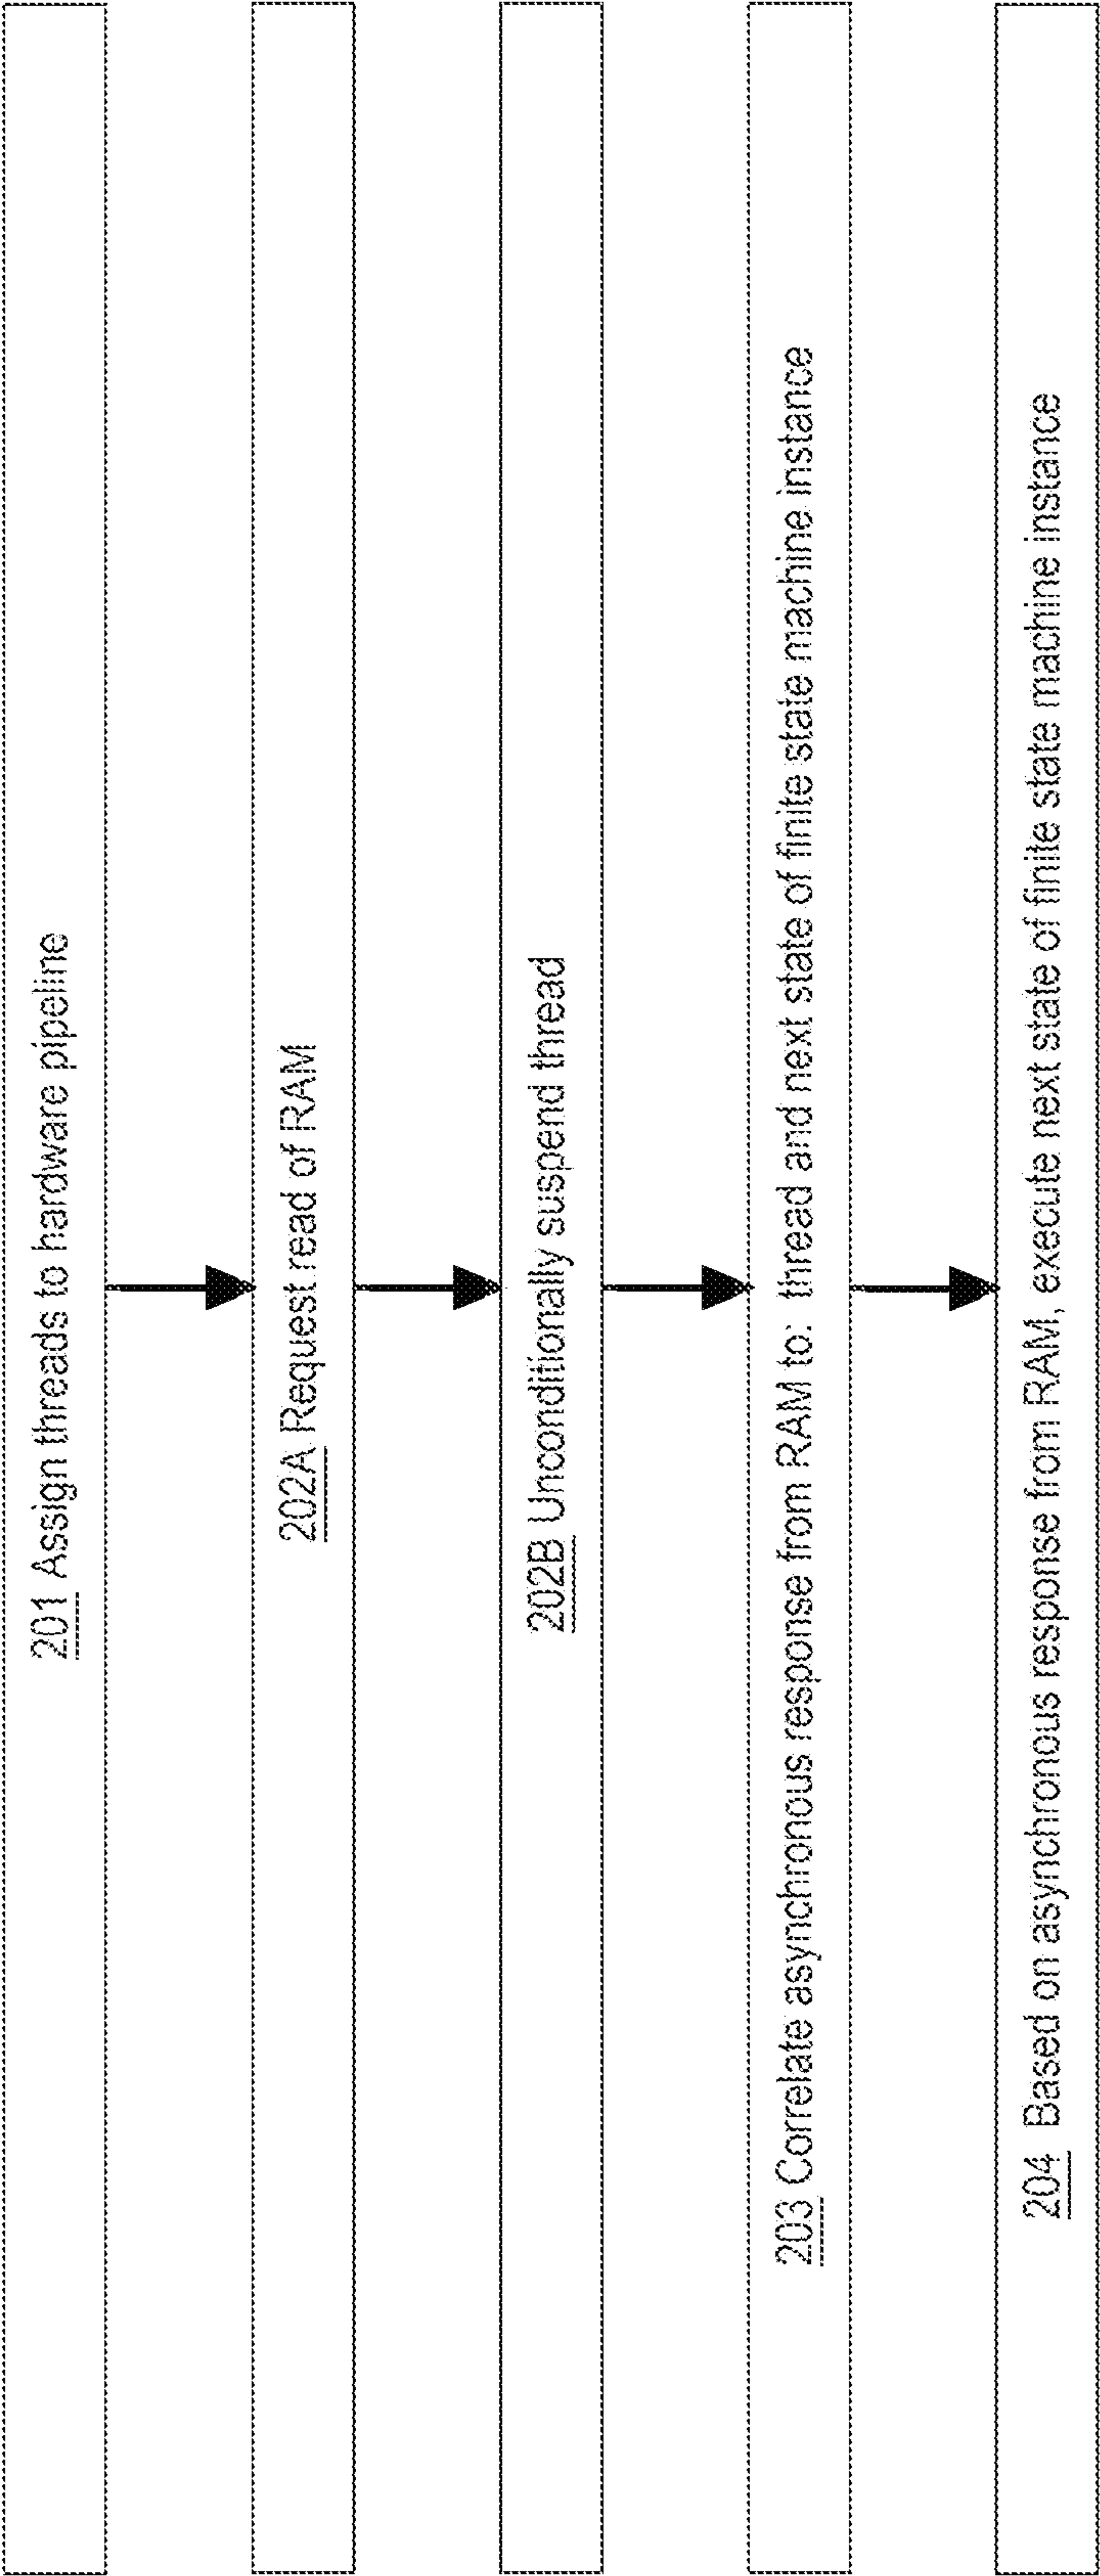 201 Assign threads to hardware pipeline
202A Request read of RAM
202B Unconditionally suspend thread
203 Correlate asynchronous response from RAM to: thread and next state of finite state machine instance
204 Based on asynchronous response from RAM, execute next state of finite state machine instance